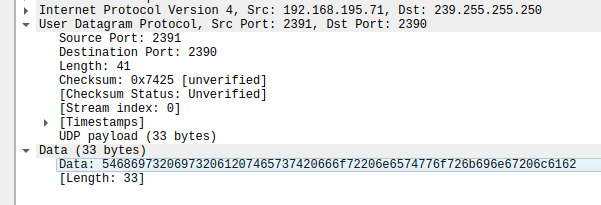 Internet Protocol Version 4, Src: 192.168.195.71, Dst: 239.255.255.250
User Datagram Protocol, Src Port: 2391, Dst Port: 2390
Source Port: 2391
Destination Port: 2390
Length: 41
Checksum: 0x7425 [unverified]
[Checksum Status: Unverified]
[Stream index: 0]
[Timestamps]
UDP payload (33 bytes)
Data (33 bytes)
Data: 546869732069732061207465737420666f72206e6574776f726b696e67206c6162
[Length: 33]